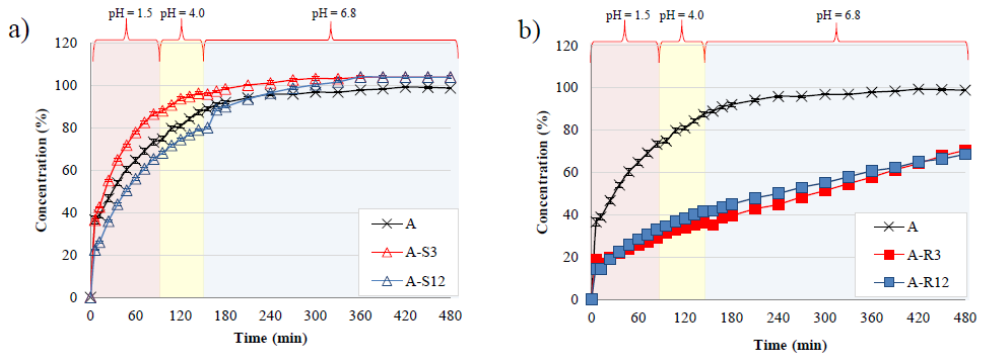 a)
pH = 1.5 pH = 4.0 pH = 6.8
120
100
80
60
40
20
0
Concentration (%)
0 60 120 180 240 300 360 420 480
Time (min)
A
A-S3
A-S12
b)
pH = 1.5 pH = 4.0 pH = 6.8
120
100
80
60
40
20
0
Concentration (%)
0 60 120 180 240 300 360 420 480
Time (min)
A
A-R3
A-R12